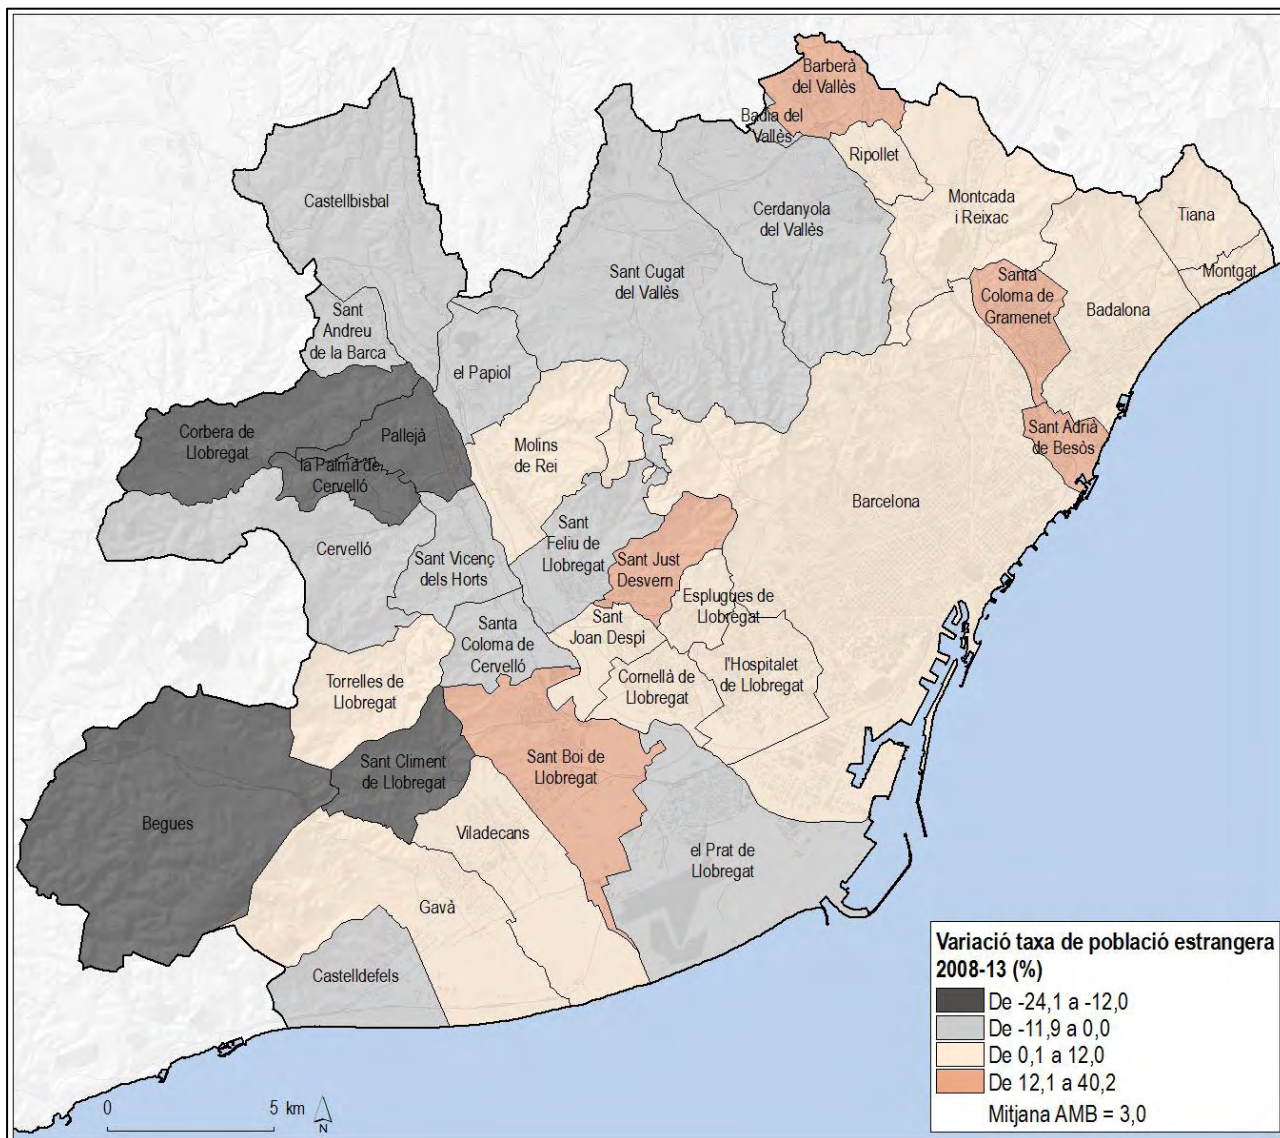 Barberà
del Vallès
Badia del
Vallès
Ripollet
Castellbisbal
Cerdanyola
del Vallès
Montcada
i Reixac
Tiana
Montgat
Sant Cugat
del Vallès
Santa
Coloma de
Gramenet
Badalona
Sant
Andreu
de la Barca
el Papiol
Corbera de
Llobregat
Pallejà
la Palma de
Cervelló
Molins
de Rei
Sant Adrià
de Besòs
Barcelona
Cervelló
Sant Vicenç
dels Horts
Sant
Feliu de
Llobregat
Sant Just
Desvern
Esplugues de
Llobregat
Santa
Coloma de
Cervelló
Sant
Joan Despi
Torrelles de
Llobregat
Cornellà de
Llobregat
l'Hospitalet
de Llobregat
Sant Climent
de Llobregat
Sant Boi de
Llobregat
Begues
Viladecans
el Prat de
Llobregat
Gavà
Castelldefels
Variació taxa de població estrangera
2008-13 (%)
De -24,1 a -12,0
De -11,9 a 0,0
De 0,1 a 12,0
De 12,1 a 40,2
Mitjana AMB = 3,0
0 5 km
N